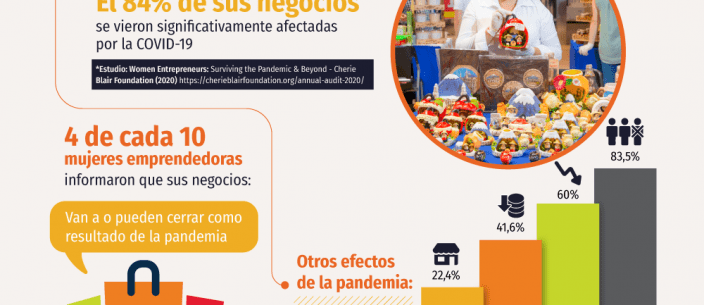 El 84% de sus negocios
se vieron significativamente afectadas
por la COVID-19
*Estudio: Women Entrepreneurs: Surviving the Pandemic & Beyond - Cherie
Blair Foundation (2020) https://cherieblairfoundation.org/annual-audit-2020/
4 de cada 10
mujeres emprendedoras
informaron que sus negocios:
Van a o pueden cerrar como
resultado de la pandemia
Otros efectos
de la pandemia:
22,4%
41,6%
60%
83,5%